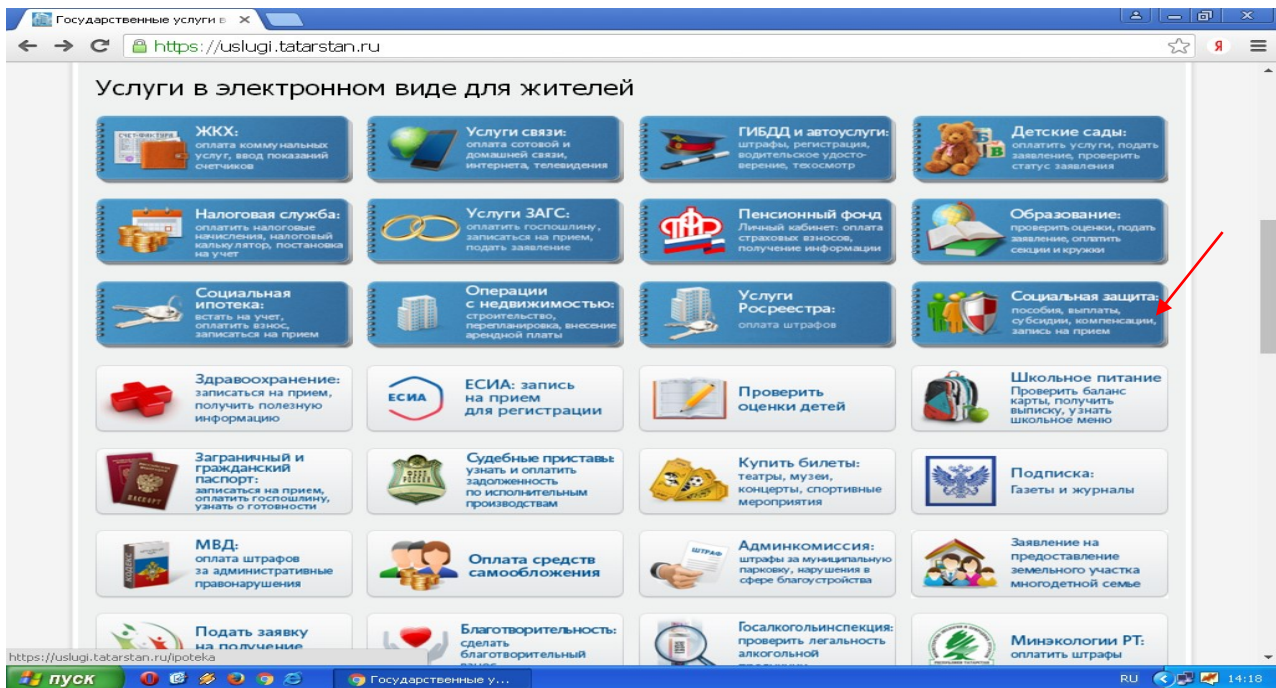 Государственные услуги в
https://uslugi.tatarstan.ru
Услуги в электронном виде для жителей
СЧЕТ-ФАКТУРА
ЖКХ:
оплата коммунальных
услуг, ввод показаний
счетчиков
Услуги связи:
оплата сотовой и
домашней связи,
интернета, телевидения
ГИБДД и автоуслуги:
штрафы, регистрация,
водительское удосто-
верение, техосмотр
Детские сады:
оплатить услуги, подать
заявление, проверить
статус заявления
Налоговая служба:
оплатить налоговые
начисления, налоговый
калькулятор, постановка
на учет
Услуги ЗАГС:
оплатить госпошлину,
записаться на прием,
подать заявление
Пенсионный фонд
Личный кабинет: оплата
страховых взносов,
получение информации
Образование:
проверить оценки, подать
заявление, оплатить
секции и кружки
Социальная
ипотека:
встать на учет,
оплатить взнос,
записаться на прием
Операции
с недвижимостью:
строительство,
перепланировка, внесение
арендной платы
Услуги
Росреестра:
оплата штрафов
Социальная защита:
пособия, выплаты,
субсидии, компенсации,
запись на прием
Здравоохранение:
записаться на прием,
получить полезную
информацию
ЕСИА
ЕСИА: запись
на прием
для регистрации
Проверить
оценки детей
Школьное питание
Проверить баланс
карты, получить
выписку, узнать
школьное меню
Заграничный и
гражданский
паспорт:
записаться на прием,
оплатить госпошлину,
узнать о готовности
Судебные приставы:
узнать и оплатить
задолженность
по исполнительным
производствам
Купить билеты:
театры, музеи,
концерты, спортивные
мероприятия
Подписка:
Газеты и журналы
КОДЕКС
МВД:
оплата штрафов
за административные
правонарушения
Оплата средств
самообложения
ШТРАФ
Админкомиссия:
штрафы за муниципальную
парковку, нарушения в
сфере благоустройства
Заявление на
предоставление
земельного участка
многодетной семье
Подать заявку
на получение
Благотворительность:
сделать
благотворительный
взнос
Госалкогольинспекция:
проверить легальность
алкогольной
продукции
Минэкологии РТ:
оплатить штрафы
https://uslugi.tatarstan.ru/ipoteka
пуск
Государственные у...
RU
14:18